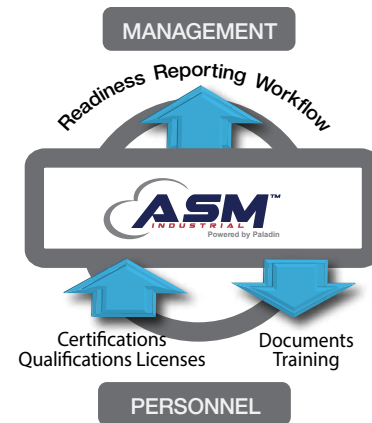 MANAGEMENT
Readiness Reporting Workflow
ASM™
INDUSTRIAL
Powered by Paladin
Certifications
Qualifications Licenses
Documents
Training
PERSONNEL